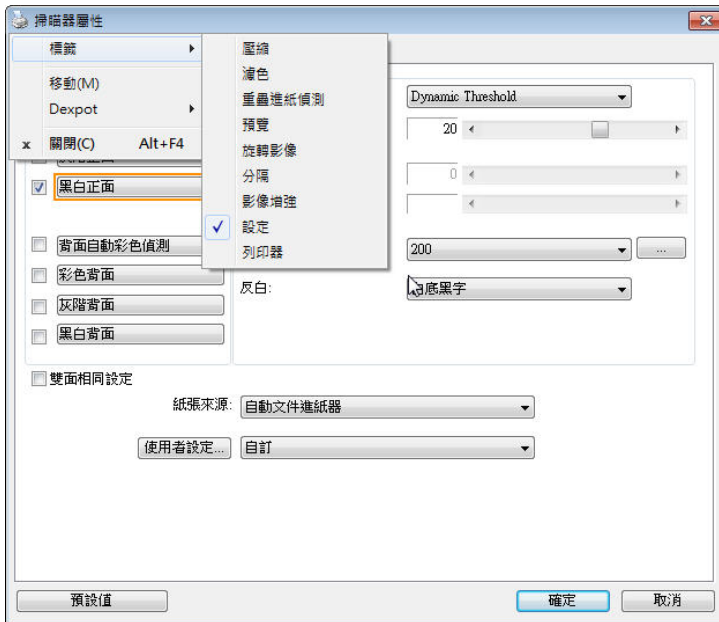 掃瞄器屬性
標籤
移動(M)
Dexpot
x 關閉(C) Alt+F4
壓縮
濾色
重疊進紙偵測
預覽
旋轉影像
分隔
影像增強
設定
列印器
Dynamic Threshold
20
0
黑白正面
背面自動彩色偵測
200
...
彩色背面
反白:
白底黑字
灰階背面
黑白背面
雙面相同設定
紙張來源:
自動文件進紙器
使用者設定...
自訂
預設值
確定
取消